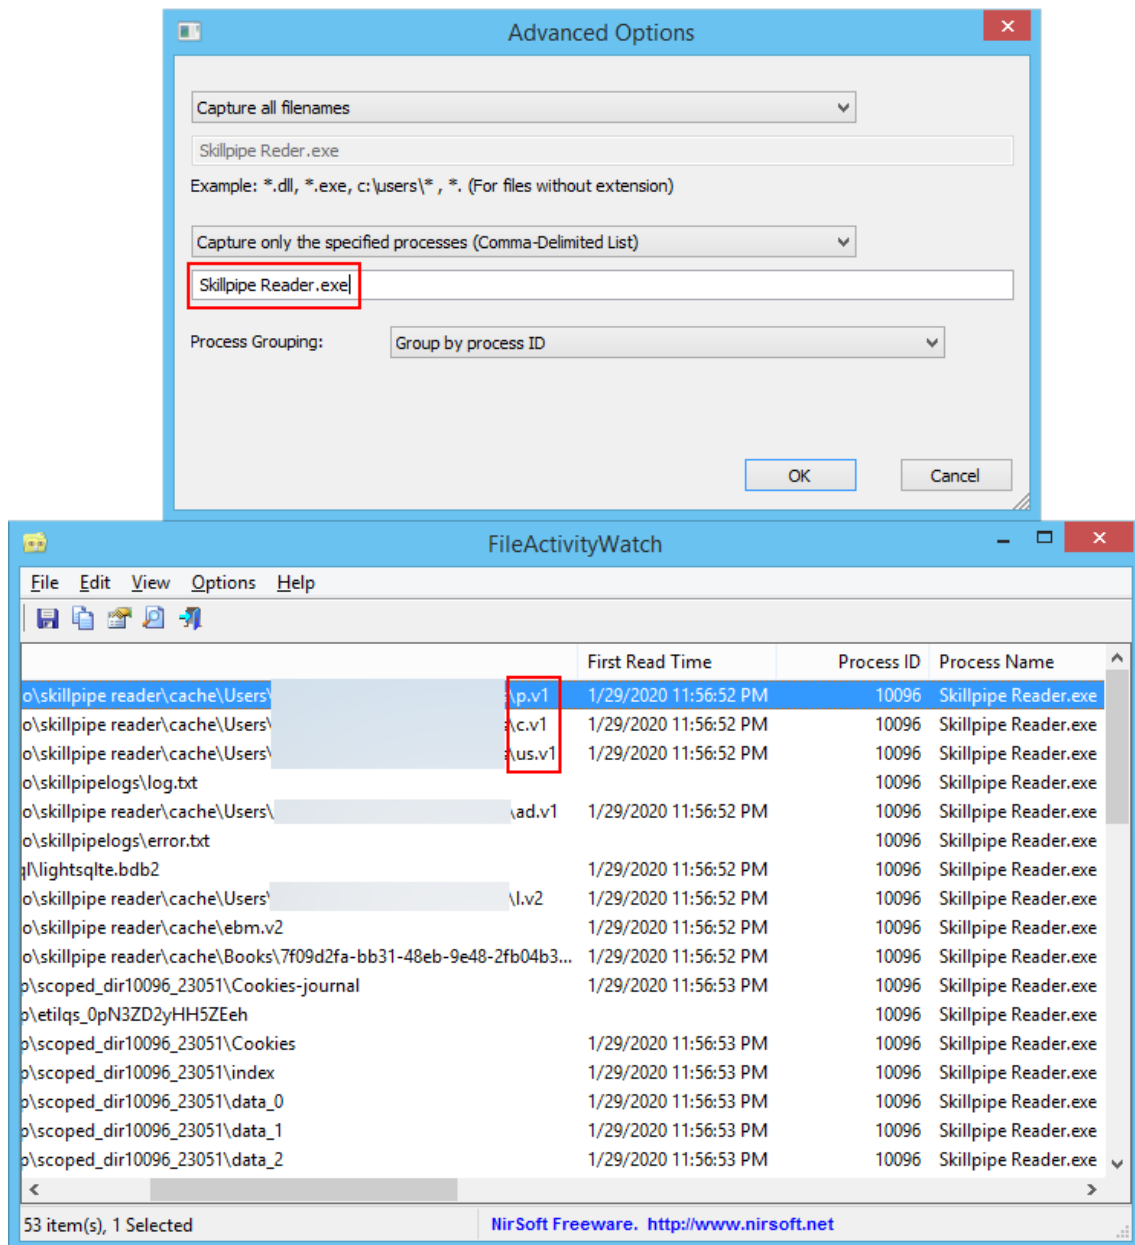 Advanced Options
Capture all filenames
Skillpipe Reder.exe
Example: *.dll, *.exe, c:\users\* , *. (For files without extension)
Capture only the specified processes (Comma-Delimited List)
Skillpipe Reader.exe
Process Grouping: Group by process ID
OK Cancel
FileActivityWatch
File Edit View Options Help
First Read Time Process ID Process Name
o\skillpipe reader\cache\Users\ \p.v1 1/29/2020 11:56:52 PM 10096 Skillpipe Reader.exe
o\skillpipe reader\cache\Users\ \c.v1 1/29/2020 11:56:52 PM 10096 Skillpipe Reader.exe
o\skillpipe reader\cache\Users\ \us.v1 1/29/2020 11:56:52 PM 10096 Skillpipe Reader.exe
o\skillpipelogs\log.txt 10096 Skillpipe Reader.exe
o\skillpipe reader\cache\Users\ \ad.v1 1/29/2020 11:56:52 PM 10096 Skillpipe Reader.exe
o\skillpipelogs\error.txt 10096 Skillpipe Reader.exe
ql\lightsqlte.bdb2 1/29/2020 11:56:52 PM 10096 Skillpipe Reader.exe
o\skillpipe reader\cache\Users\ \l.v2 1/29/2020 11:56:52 PM 10096 Skillpipe Reader.exe
o\skillpipe reader\cache\ebm.v2 1/29/2020 11:56:52 PM 10096 Skillpipe Reader.exe
o\skillpipe reader\cache\Books\7f09d2fa-bb31-48eb-9e48-2fb04b3... 1/29/2020 11:56:52 PM 10096 Skillpipe Reader.exe
p\scoped_dir10096_23051\Cookies-journal 1/29/2020 11:56:53 PM 10096 Skillpipe Reader.exe
p\etilqs_0pN3ZD2yHH5ZEeh 10096 Skillpipe Reader.exe
p\scoped_dir10096_23051\Cookies 1/29/2020 11:56:53 PM 10096 Skillpipe Reader.exe
p\scoped_dir10096_23051\index 1/29/2020 11:56:53 PM 10096 Skillpipe Reader.exe
p\scoped_dir10096_23051\data_0 1/29/2020 11:56:53 PM 10096 Skillpipe Reader.exe
p\scoped_dir10096_23051\data_1 1/29/2020 11:56:53 PM 10096 Skillpipe Reader.exe
p\scoped_dir10096_23051\data_2 1/29/2020 11:56:53 PM 10096 Skillpipe Reader.exe
53 item(s), 1 Selected NirSoft Freeware. http://www.nirsoft.net